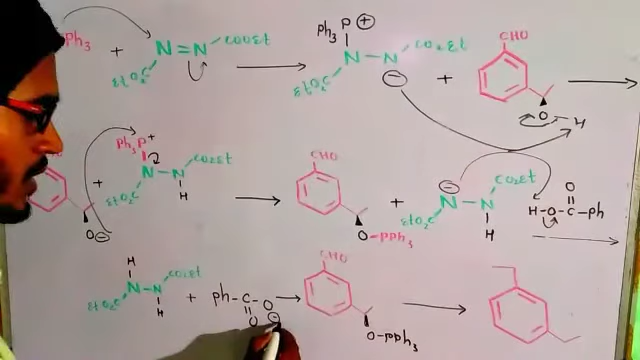 Ph₃ + N=N COOEt EtO₂C → Ph₃P ⊕ N – N ⊖ CO₂Et EtO₂C + CHO O – H →
+ Ph₃P⁺ N – N H CO₂Et EtO₂C O⊖ → CHO O–PPh₃ + ⊖ N – N H CO₂Et EtO₂C H–O–C–Ph O →
H N–N H CO₂Et EtO₂C + Ph–C–O ⊖ O → CHO O–PPh₃ →